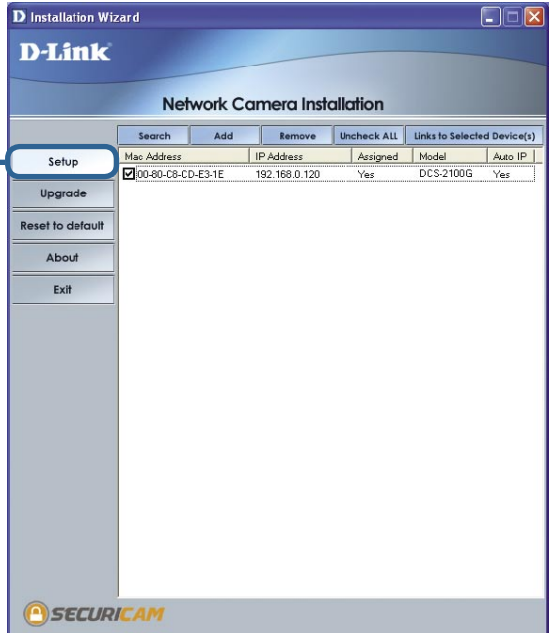 D Installation Wizard
D-Link
Network Camera Installation
Search Add Remove Uncheck ALL Links to Selected Device(s)
Mac Address IP Address Assigned Model Auto IP
00-80-C8-CD-E3-1E 192.168.0.120 Yes DCS-2100G Yes
Setup
Upgrade
Reset to default
About
Exit
SECURICAM